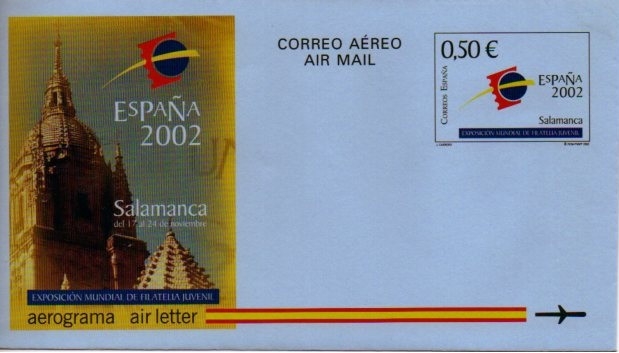 ESPAÑA
2002
Salamanca
del 17 al 24 de noviembre
EXPOSICIÓN MUNDIAL DE FILATELIA JUVENIL
aerograma air letter
CORREO AÉREO
AIR MAIL
0,50 €
CORREOS ESPAÑA
ESPAÑA
2002
Salamanca
EXPOSICIÓN MUNDIAL DE FILATELIA JUVENIL